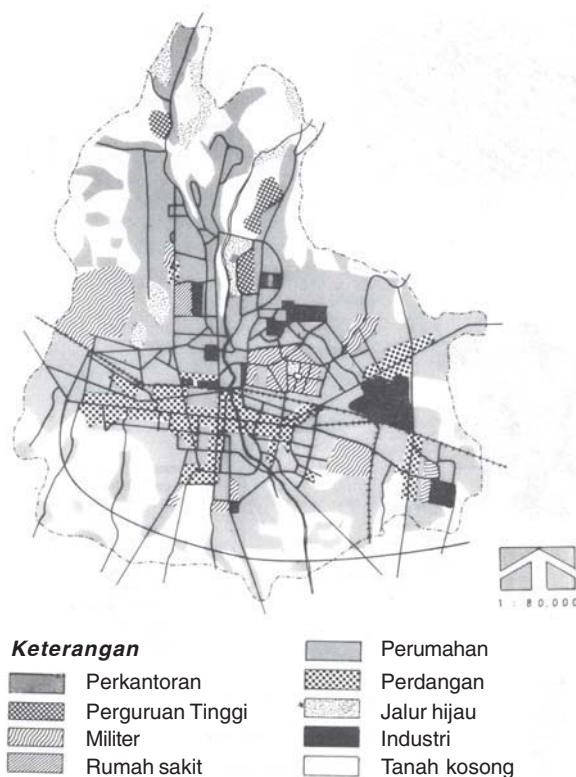 1 : 80,000
Keterangan
Perkantoran
Perguruan Tinggi
Militer
Rumah sakit
Perumahan
Perdangan
Jalur hijau
Industri
Tanah kosong